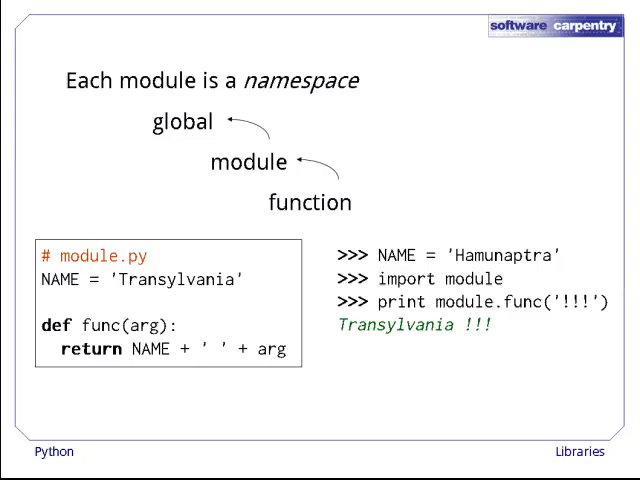 software carpentry
Each module is a namespace
global
module
function
# module.py
NAME = 'Transylvania'
def func(arg):
return NAME + ' ' + arg
>>> NAME = 'Hamunaptra'
>>> import module
>>> print module.func('!!!')
Transylvania !!!
Python
Libraries